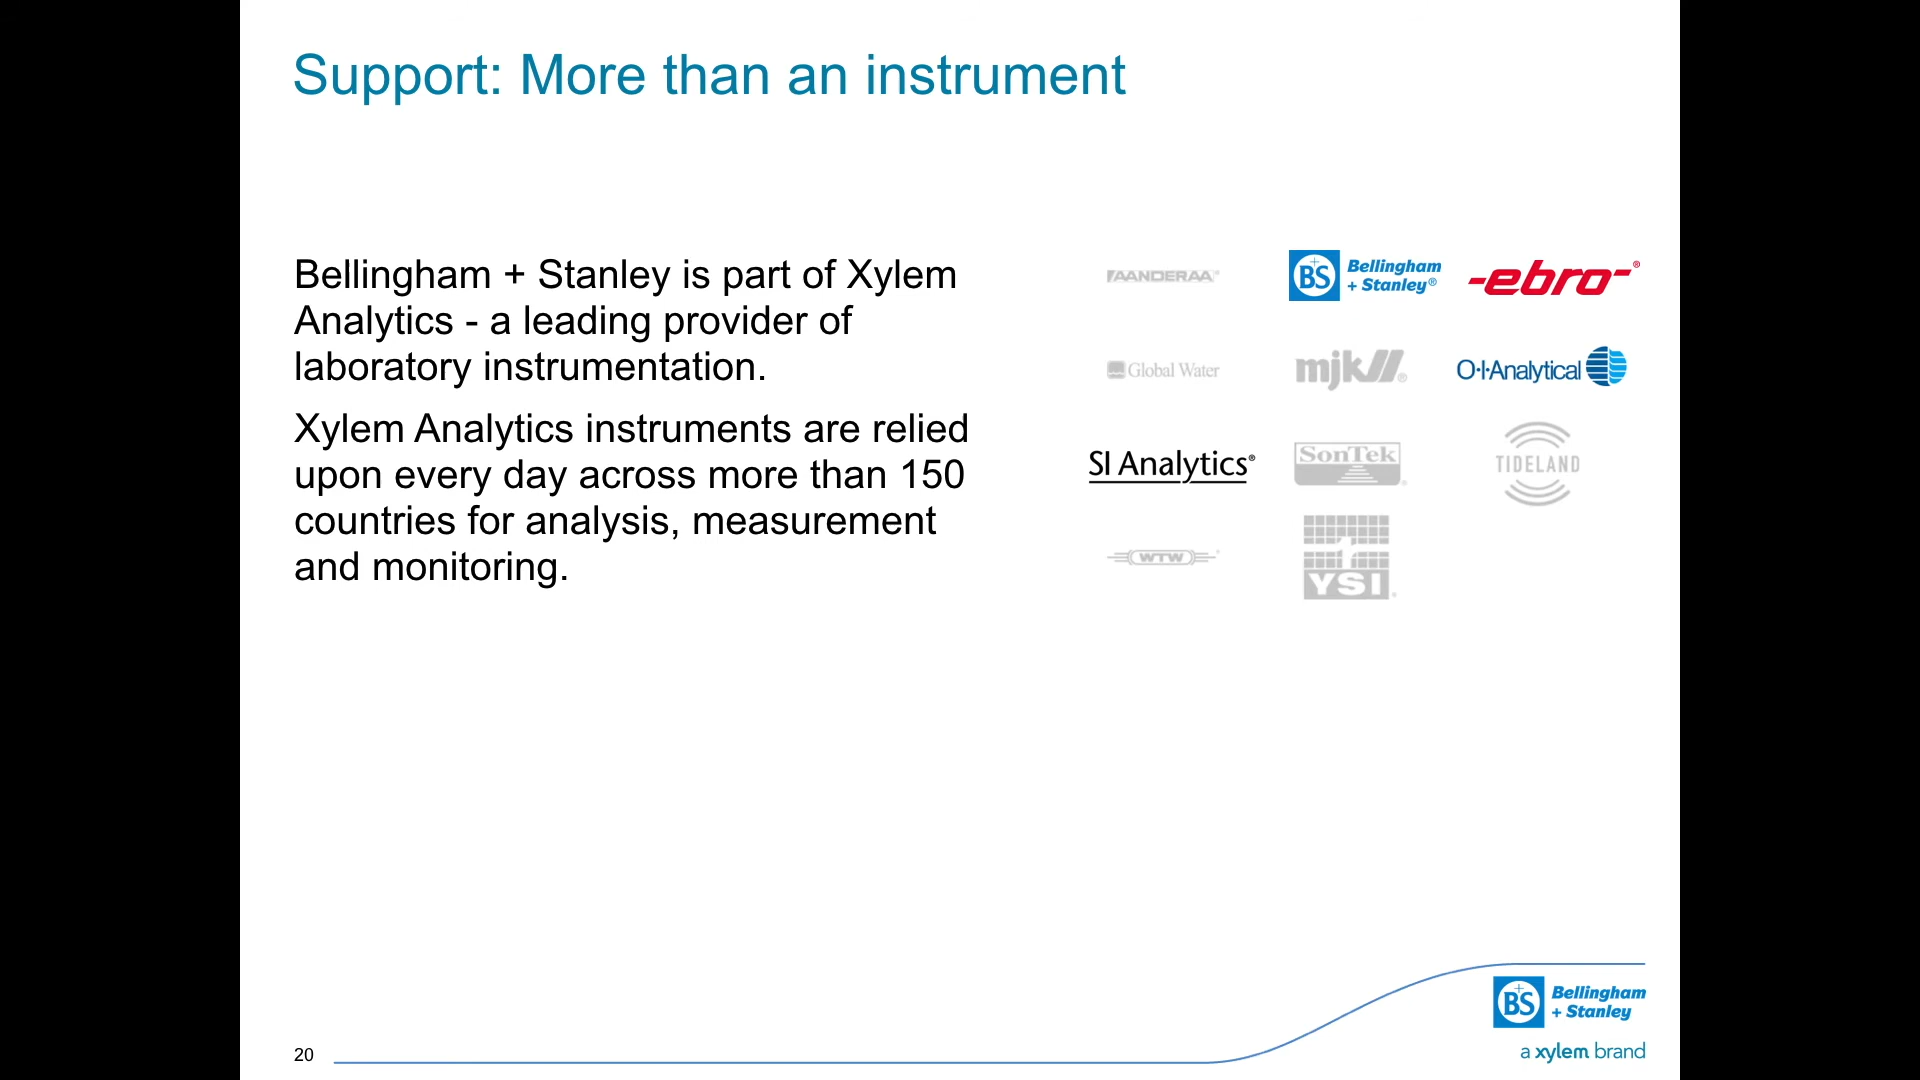 Support: More than an instrument
Bellingham + Stanley is part of Xylem
Analytics - a leading provider of
laboratory instrumentation.
Xylem Analytics instruments are relied
upon every day across more than 150
countries for analysis, measurement
and monitoring.
AANDERAA®
BS Bellingham
+ Stanley®
-ebro-®
Global Water
mjk®
O·I·Analytical
SI Analytics®
SonTek®
TIDELAND
WTW®
YSI®
BS Bellingham
+ Stanley
a xylem brand
20